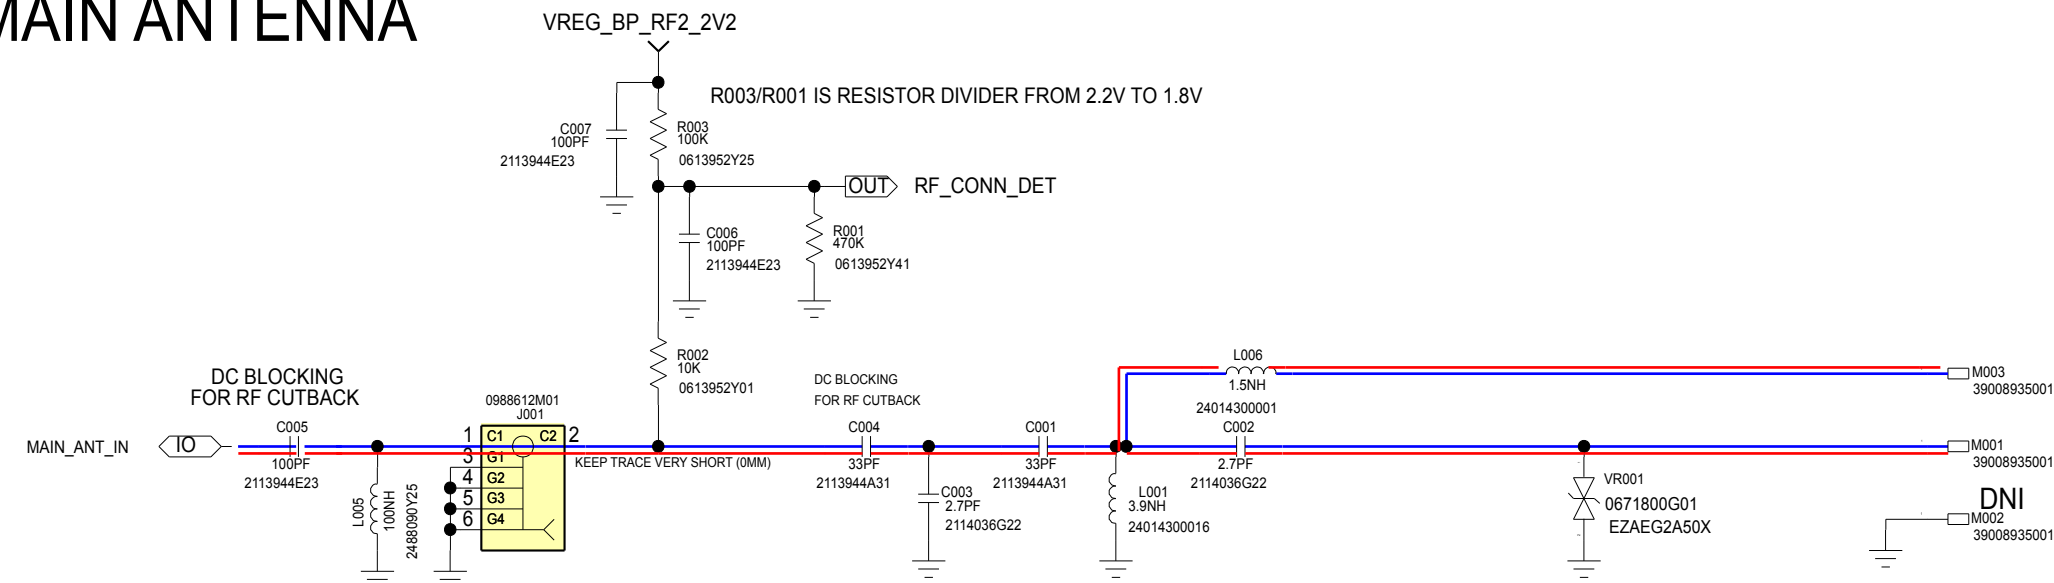 MAIN ANTENNA
VREG_BP_RF2_2V2
R003/R001 IS RESISTOR DIVIDER FROM 2.2V TO 1.8V
C007
100PF
2113944E23
R003
100K
0613952Y25
OUT
RF_CONN_DET
C006
100PF
2113944E23
R001
470K
0613952Y41
R002
10K
0613952Y01
DC BLOCKING
FOR RF CUTBACK
MAIN_ANT_IN
IO
C005
100PF
2113944E23
L005
100NH
2488090Y25
0988612M01
J001
1
C1
C2
2
3
G1
4
G2
5
G3
6
G4
KEEP TRACE VERY SHORT (0MM)
DC BLOCKING
FOR RF CUTBACK
C004
33PF
2113944A31
C003
2.7PF
2114036G22
C001
33PF
2113944A31
L001
3.9NH
24014300016
L006
1.5NH
24014300001
C002
2.7PF
2114036G22
VR001
0671800G01
EZAEG2A50X
M003
39008935001
M001
39008935001
DNI
M002
39008935001